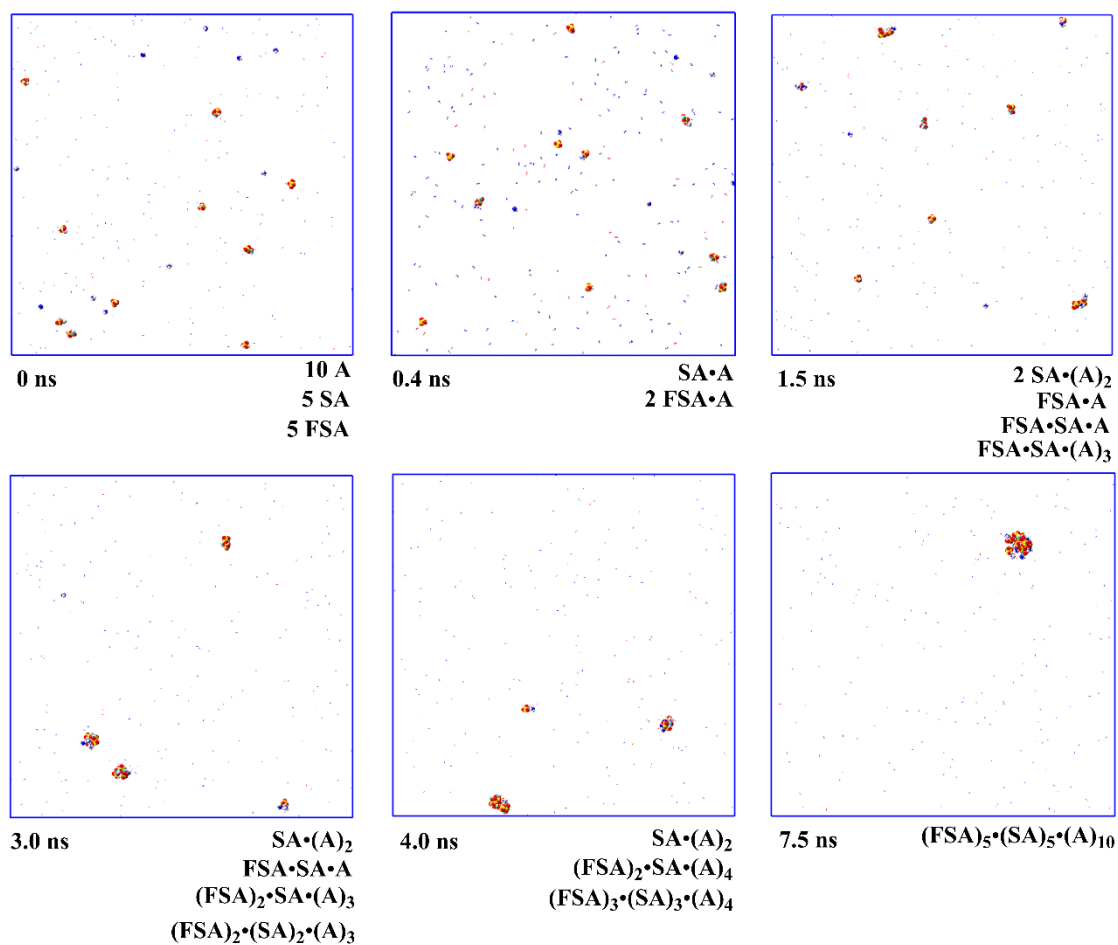 0 ns
10 A
5 SA
5 FSA
0.4 ns
SA•A
2 FSA•A
1.5 ns
2 SA•(A)₂
FSA•A
FSA•SA•A
FSA•SA•(A)₃
3.0 ns
SA•(A)₂
FSA•SA•A
(FSA)₂•SA•(A)₃
(FSA)₂•(SA)₂•(A)₃
4.0 ns
SA•(A)₂
(FSA)₂•SA•(A)₄
(FSA)₃•(SA)₃•(A)₄
7.5 ns
(FSA)₅•(SA)₅•(A)₁₀